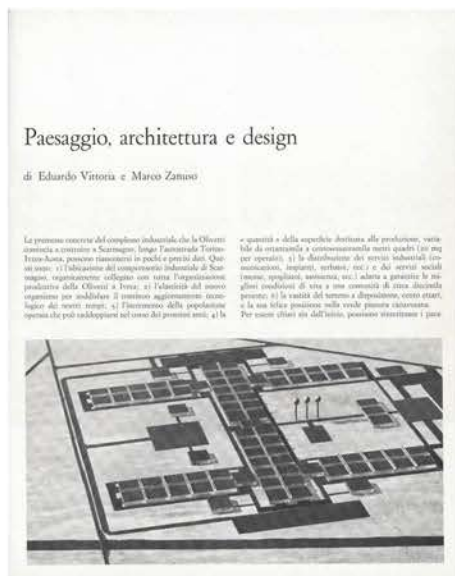 Paesaggio, architettura e design
di Eduardo Vittoria e Marco Zanuso
Le premesse concrete del complesso industriale che la Olivetti
comincia a costruire a Scarmagno, lungo l'autostrada Torino-
Ivrea-Aosta, possono riassumersi in pochi e precisi dati. Que-
sti sono: 1) l'ubicazione del comprensorio industriale di Scar-
magno, organicamente collegato con tutta l'organizzazione
produttiva della Olivetti a Ivrea; 2) l'elasticità del nuovo
organismo per soddisfare il continuo aggiornamento tecno-
logico dei nostri tempi; 3) l'incremento della popolazione
operaia che può raddoppiarsi nel corso dei prossimi anni; 4) la
e quantità e della superficie destinata alle produzione, varia-
bile da ottantamila a centosessantamila metri quadri (20 mq
per operaio); 5) la distribuzione dei servizi industriali (co-
municazioni, impianti, serbatoi, ecc.) e dei servizi sociali
(mense, spogliatoi, assistenza, ecc.) adatta a garantire le mi-
gliori condizioni di vita a una comunità di circa diecimila
persone; 6) la vastità del terreno a disposizione, cento ettari,
e la sua felice posizione nella verde pianura canavesana.
Per essere chiari sin dall'inizio, possiamo sintetizzare i para